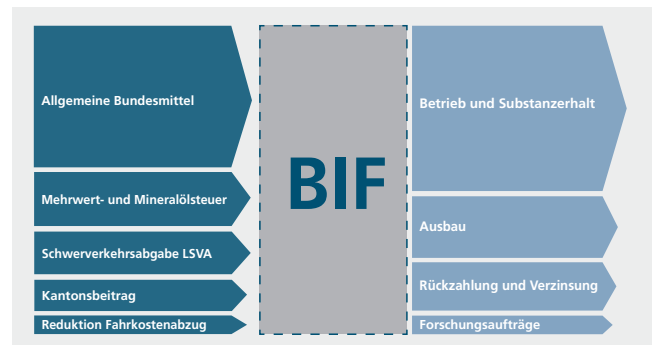 Allgemeine Bundesmittel
Mehrwert- und Mineralölsteuer
Schwerverkehrsabgabe LSVA
Kantonsbeitrag
Reduktion Fahrkostenabzug
BIF
Betrieb und Substanzerhalt
Ausbau
Rückzahlung und Verzinsung
Forschungsaufträge